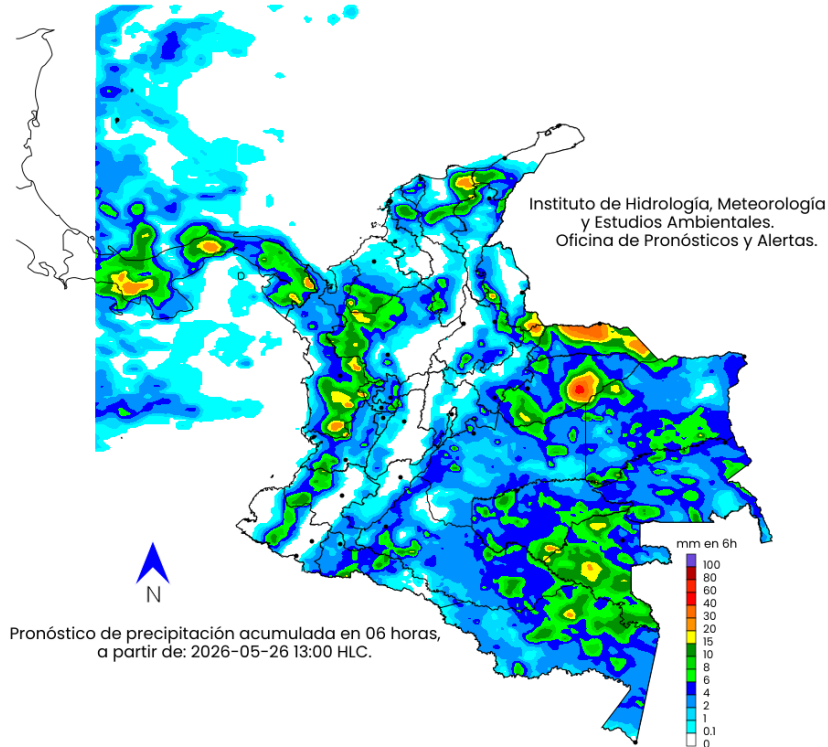 Instituto de Hidrología, Meteorología
y Estudios Ambientales.
Oficina de Pronósticos y Alertas.
mm en 6h
100
80
60
40
30
20
15
10
8
6
4
2
1
0.1
0
N
Pronóstico de precipitación acumulada en 06 horas,
a partir de: 2026-05-26 13:00 HLC.